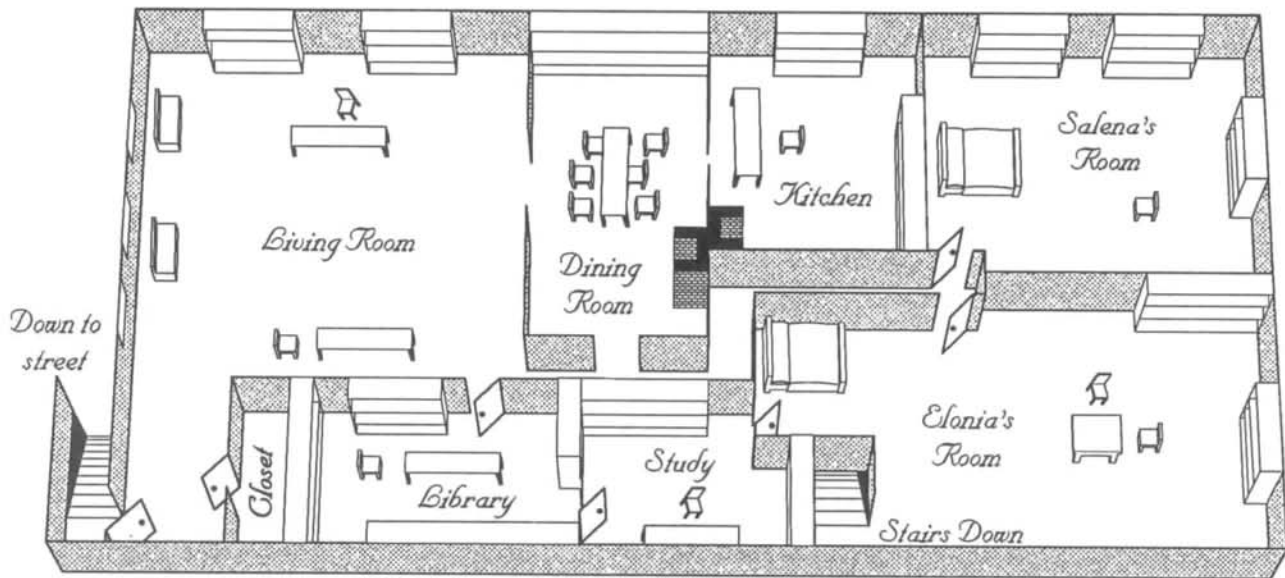 Salena's
Room
Kitchen
Living Room
Dining
Room
Down to
street
Elonia's
Room
Closet
Library
Study
Stairs Down